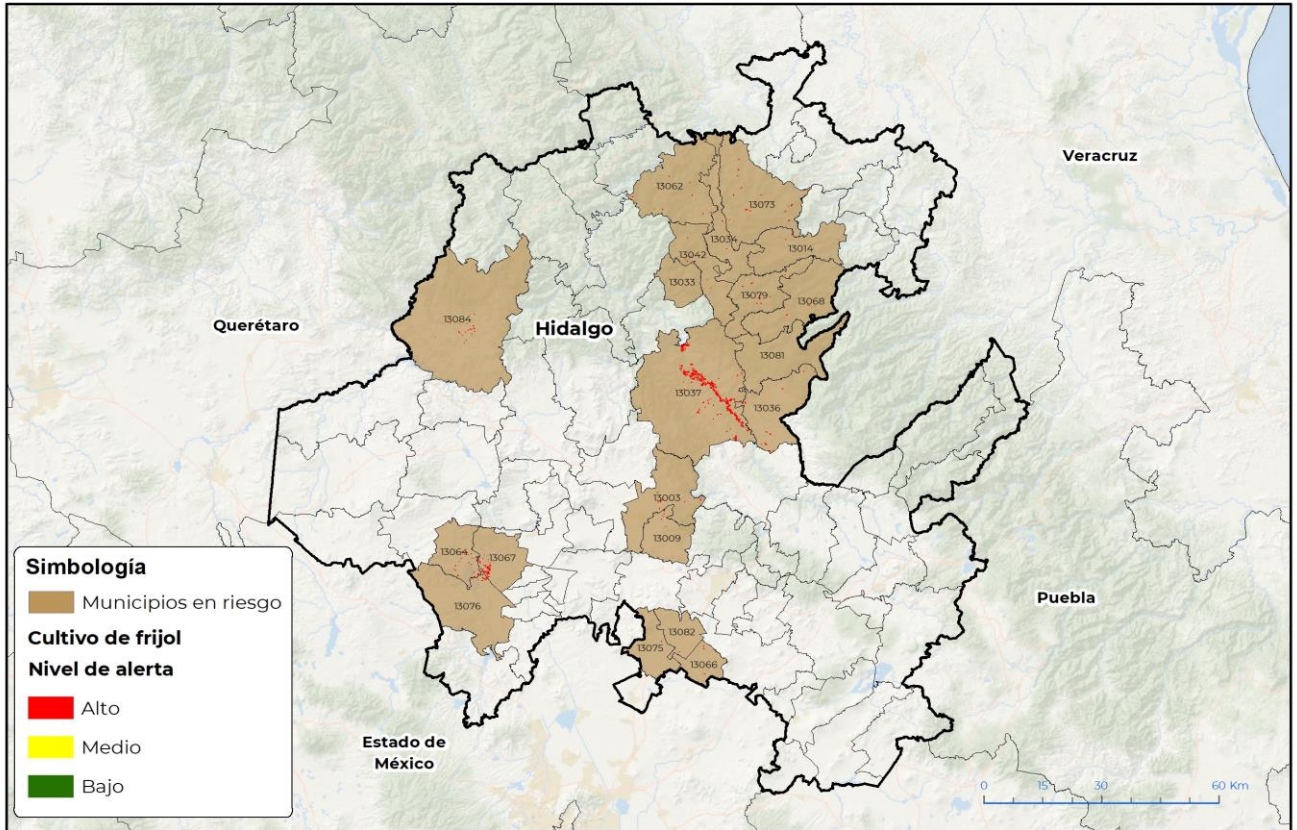 Veracruz
13062
13073
13034
13014
13042
13033
13079
13068
13084
Querétaro
Hidalgo
13081
13037
13036
13003
13009
13064
13067
13076
13082
13075
13066
Puebla
Estado de
México
Simbología
Municipios en riesgo
Cultivo de frijol
Nivel de alerta
Alto
Medio
Bajo
0 15 30 60 Km